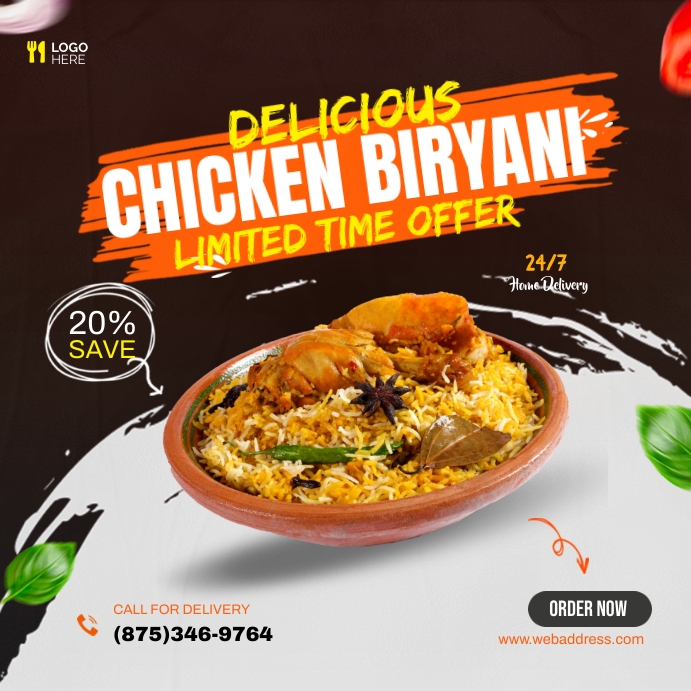 LOGO
HERE
DELICIOUS
CHICKEN BIRYANI
LIMITED TIME OFFER
24/7
Home Delivery
20%
SAVE
CALL FOR DELIVERY
(875)346-9764
ORDER NOW
www.webaddress.com